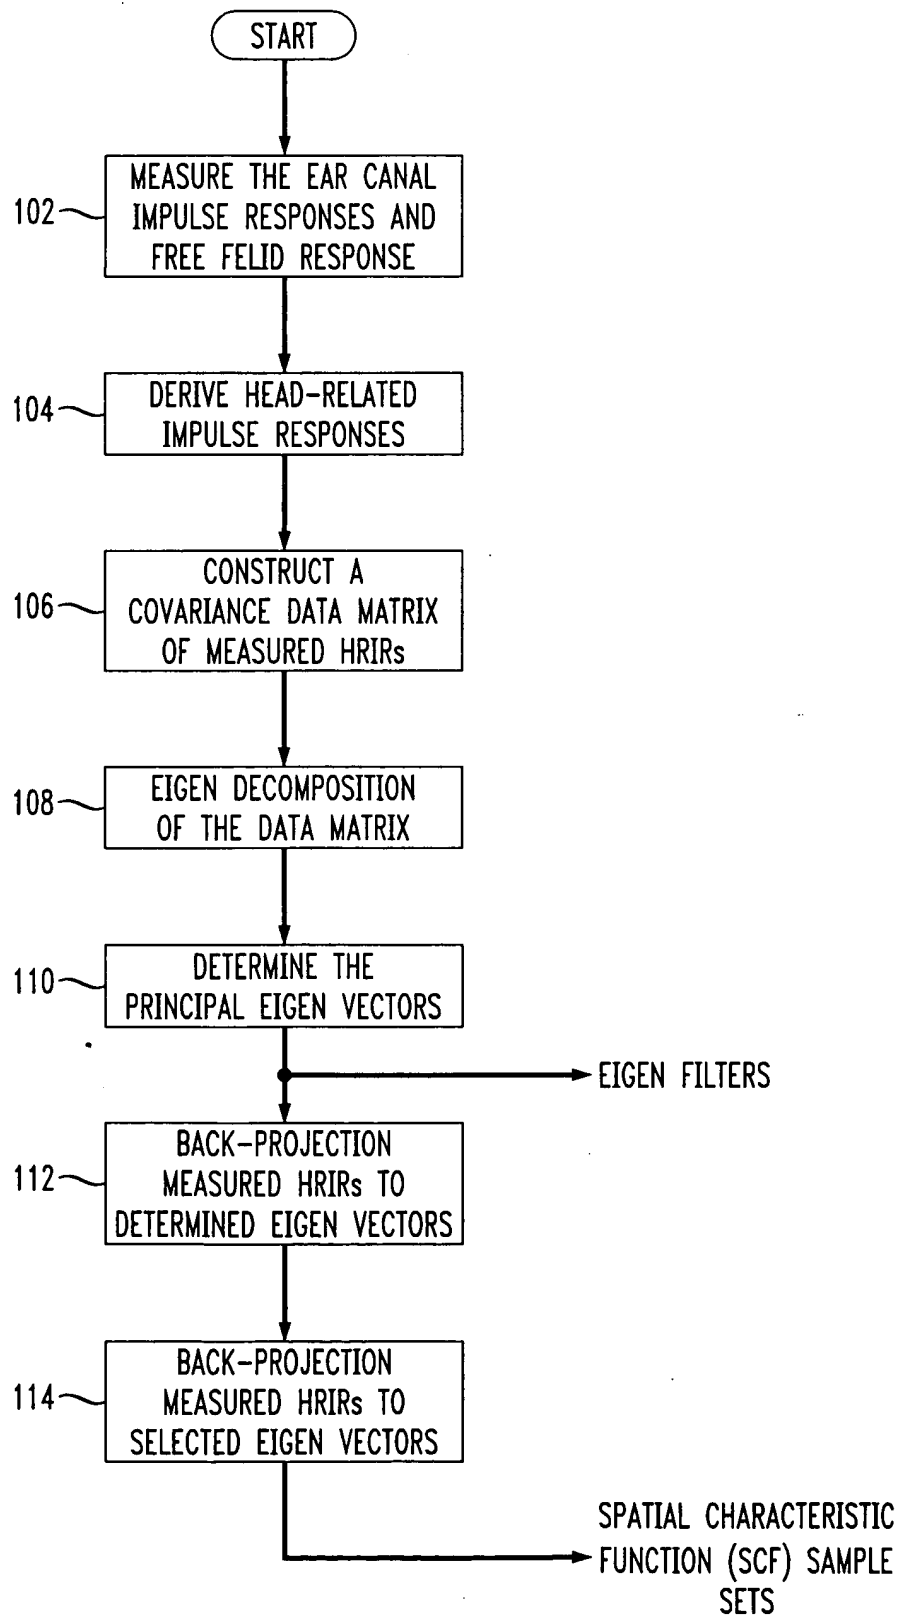 START
102
MEASURE THE EAR CANAL
IMPULSE RESPONSES AND
FREE FELID RESPONSE
104
DERIVE HEAD-RELATED
IMPULSE RESPONSES
106
CONSTRUCT A
COVARIANCE DATA MATRIX
OF MEASURED HRIRs
108
EIGEN DECOMPOSITION
OF THE DATA MATRIX
110
DETERMINE THE
PRINCIPAL EIGEN VECTORS
EIGEN FILTERS
112
BACK-PROJECTION
MEASURED HRIRs TO
DETERMINED EIGEN VECTORS
114
BACK-PROJECTION
MEASURED HRIRs TO
SELECTED EIGEN VECTORS
SPATIAL CHARACTERISTIC
FUNCTION (SCF) SAMPLE
SETS